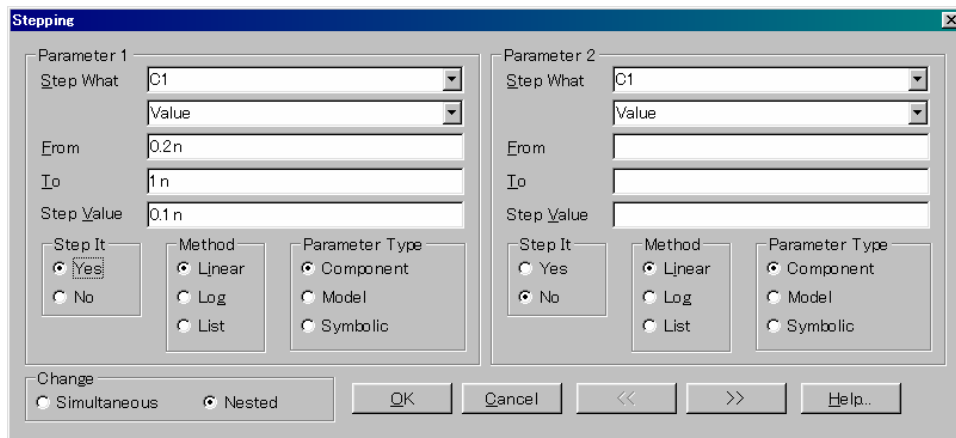 Stepping
Parameter 1
Step What C1
Value
From 0.2n
To 1n
Step Value 0.1n
Step It
Yes
No
Method
Linear
Log
List
Parameter Type
Component
Model
Symbolic
Parameter 2
Step What C1
Value
From
To
Step Value
Step It
Yes
No
Method
Linear
Log
List
Parameter Type
Component
Model
Symbolic
Change
Simultaneous Nested
OK Cancel << >> Help...